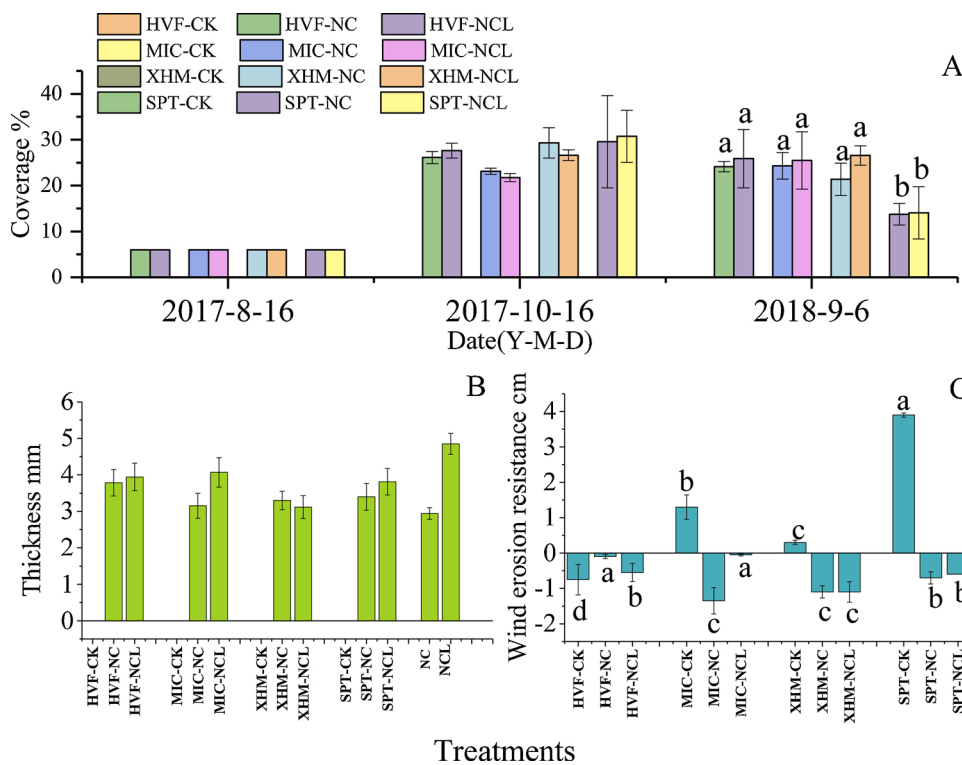 HVF-CK HVF-NC HVF-NCL
MIC-CK MIC-NC MIC-NCL
XHM-CK XHM-NC XHM-NCL
SPT-CK SPT-NC SPT-NCL
A
Coverage %
40
30
20
10
0
a a a a a a b b
2017-8-16 2017-10-16 2018-9-6
Date(Y-M-D)
B
Thickness mm
6
5
4
3
2
1
0
HVF-CK HVF-NC HVF-NCL MIC-CK MIC-NC MIC-NCL XHM-CK XHM-NC XHM-NCL SPT-CK SPT-NC SPT-NCL NC NCL
C
Wind erosion resistance cm
4
3
2
1
0
-1
-2
d a b b c a c c c a b b
HVF-CK HVF-NC HVF-NCL MIC-CK MIC-NC MIC-NCL XHM-CK XHM-NC XHM-NCL SPT-CK SPT-NC SPT-NCL
Treatments